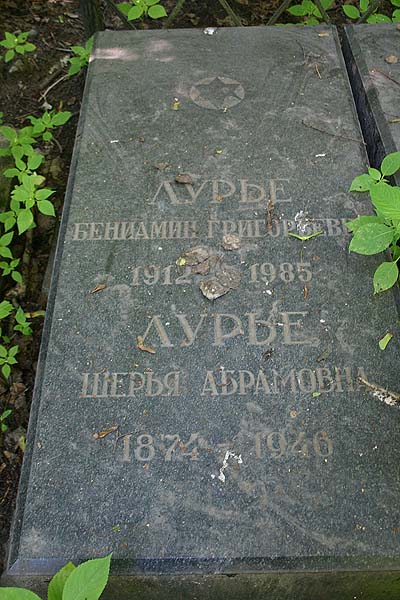 ЛУРЬЕ
БЕНИАМИН ГРИГОРЬЕВИЧ
1912 1985
ЛУРЬЕ
ШЕРЬЯ АБРАМОВНА
1874 - 1946